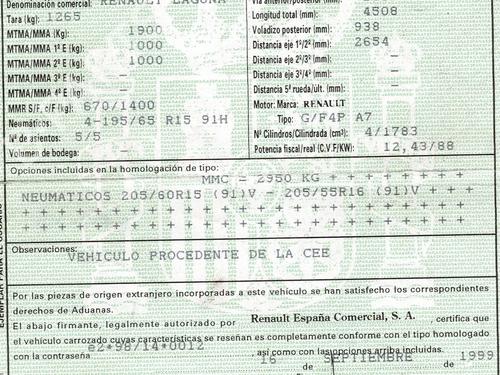 Denominación comercial: RENAULT LAGUNA
Tara (kg): 1265
MTMA/MMA (Kg): 1900
MTMA/MMA 1º E (kg): 1000
MTMA/MMA 2º E (kg): 1000
MTMA/MMA 3º E (kg): —
MTMA/MMA 4º E (kg): —
MMR S/F, c/F (kg): 670/1400
Neumáticos: 4-195/65 R15 91H
Nº de asientos: 5/5
Volumen de bodega: —
Vía anterior/posterior (mm):
Longitud total (mm): 4508
Voladizo posterior (mm): 938
Distancia eje 1º/2º (mm): 2654
Distancia eje 2º/3º (mm): —
Distancia eje 3º/4º (mm): —
Distancia 5ª rueda/ult. (mm): —
Motor: Marca: RENAULT
Tipo: G/F4P A7
Nº Cilindros/Cilindrada (cm³): 4/1783
Potencia fiscal/real (C.V.F/KW): 12,43/88
Opciones incluidas en la homologación de tipo:
MMC = 2950 KG + + + + + + + +
NEUMATICOS 205/60R15 (91)V - 205/55R16 (91)V + + +
+ + + + + + + + + + + + + + + + + + + + + + + + +
+ + + + + + + + + + + + + + + + + + + + + + + + +
Observaciones:
VEHICULO PROCEDENTE DE LA CEE
Por las piezas de origen extranjero incorporadas a este vehículo se han satisfecho los correspondientes
derechos de Aduanas.
El abajo firmante, legalmente autorizado por Renault España Comercial, S. A. , certifica que
el vehículo carrozado cuyas características se reseñan es completamente conforme con el tipo homologado
con la contraseña e2*98/14*0012 así como con las opciones arriba incluidas.
16 de SEPTIEMBRE de 1999